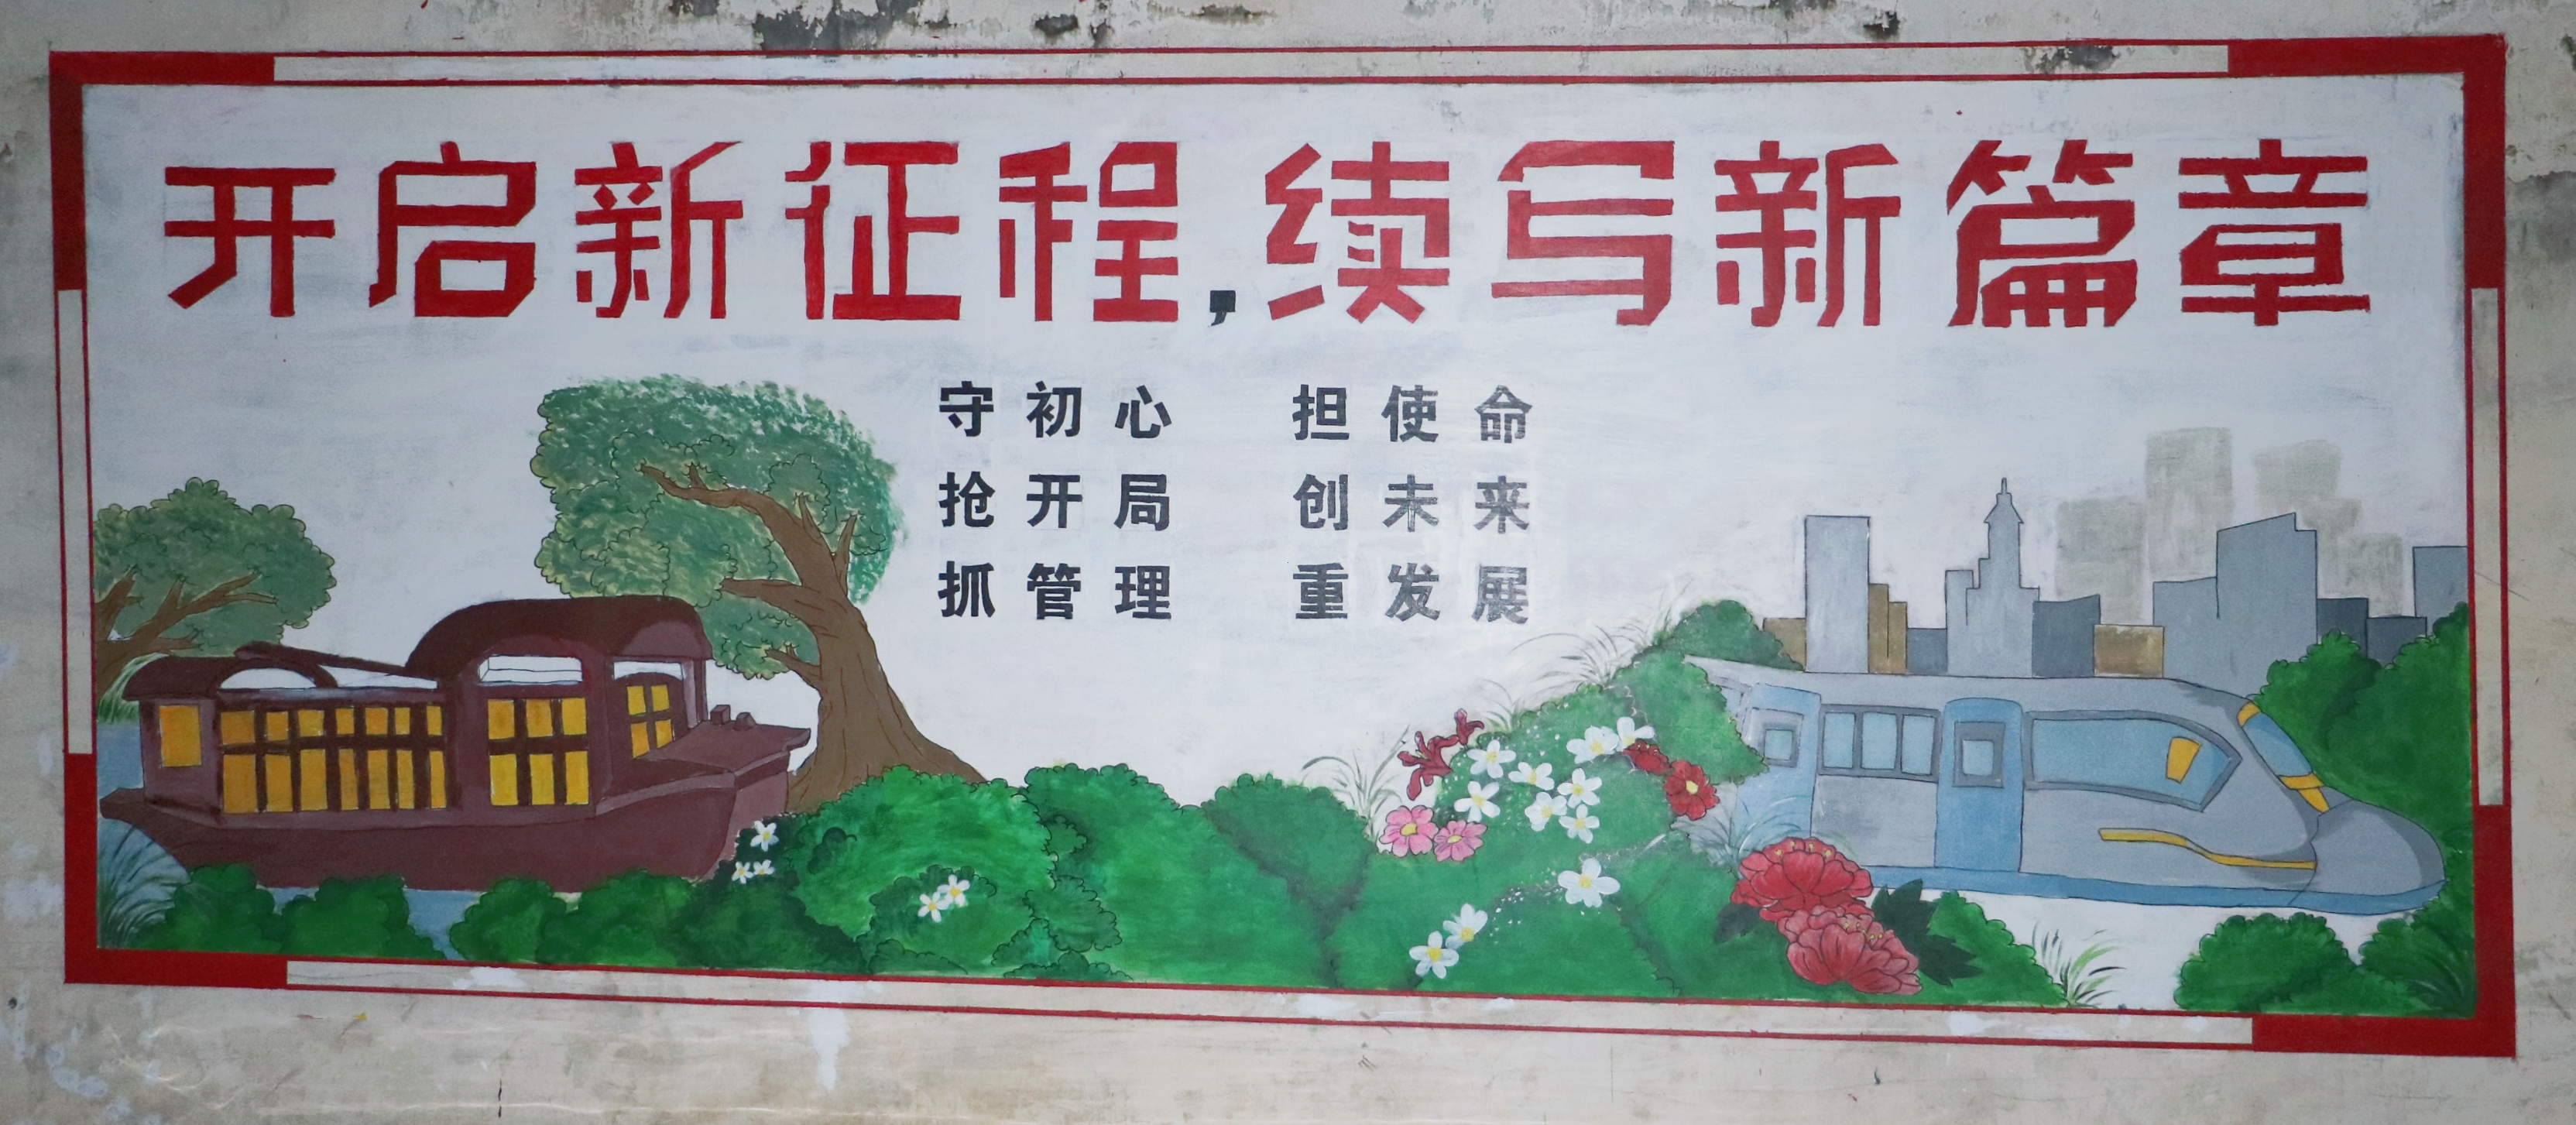 开启新征程,续写新篇章
守初心 担使命
抢开局 创未来
抓管理 重发展